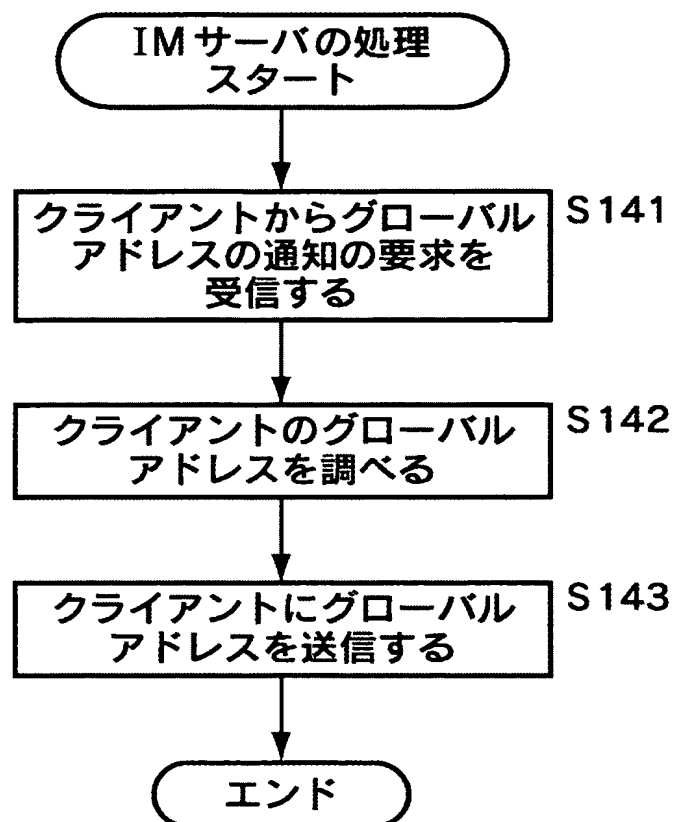 IMサーバの処理
スタート
クライアントからグローバル
アドレスの通知の要求を
受信する
S141
クライアントのグローバル
アドレスを調べる
S142
クライアントにグローバル
アドレスを送信する
S143
エンド